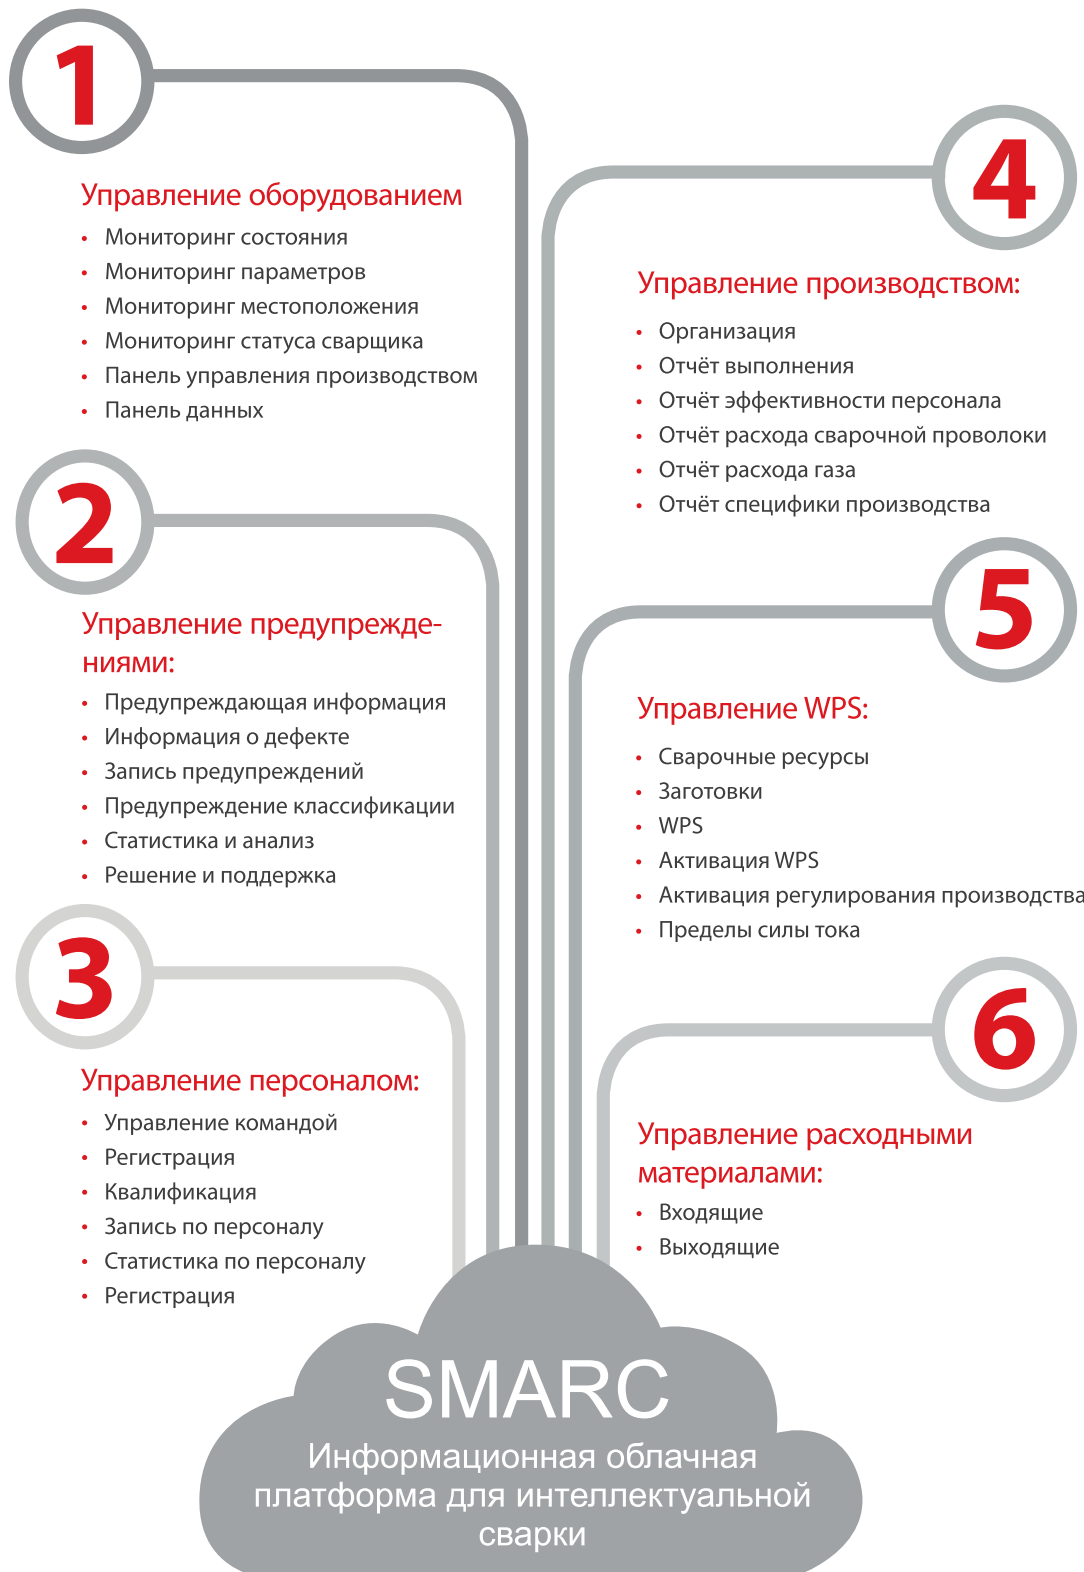 1
Управление оборудованием
• Мониторинг состояния
• Мониторинг параметров
• Мониторинг местоположения
• Мониторинг статуса сварщика
• Панель управления производством
• Панель данных
2
Управление предупрежде-
ниями:
• Предупреждающая информация
• Информация о дефекте
• Запись предупреждений
• Предупреждение классификации
• Статистика и анализ
• Решение и поддержка
3
Управление персоналом:
• Управление командой
• Регистрация
• Квалификация
• Запись по персоналу
• Статистика по персоналу
• Регистрация
4
Управление производством:
• Организация
• Отчёт выполнения
• Отчёт эффективности персонала
• Отчёт расхода сварочной проволоки
• Отчёт расхода газа
• Отчёт специфики производства
5
Управление WPS:
• Сварочные ресурсы
• Заготовки
• WPS
• Активация WPS
• Активация регулирования производства
• Пределы силы тока
6
Управление расходными
материалами:
• Входящие
• Выходящие
SMARC
Информационная облачная
платформа для интеллектуальной
сварки